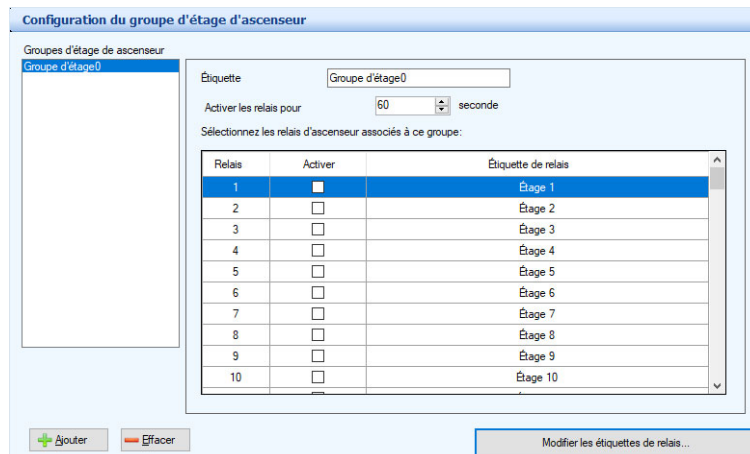 Configuration du groupe d'étage d'ascenseur
Groupes d'étage de ascenseur
Groupe d'étage0
Étiquette Groupe d'étage0
Activer les relais pour 60 seconde
Sélectionnez les relais d'ascenseur associés à ce groupe:
Relais Activer Étiquette de relais
1 Étage 1
2 Étage 2
3 Étage 3
4 Étage 4
5 Étage 5
6 Étage 6
7 Étage 7
8 Étage 8
9 Étage 9
10 Étage 10
Ajouter Effacer Modifier les étiquettes de relais...